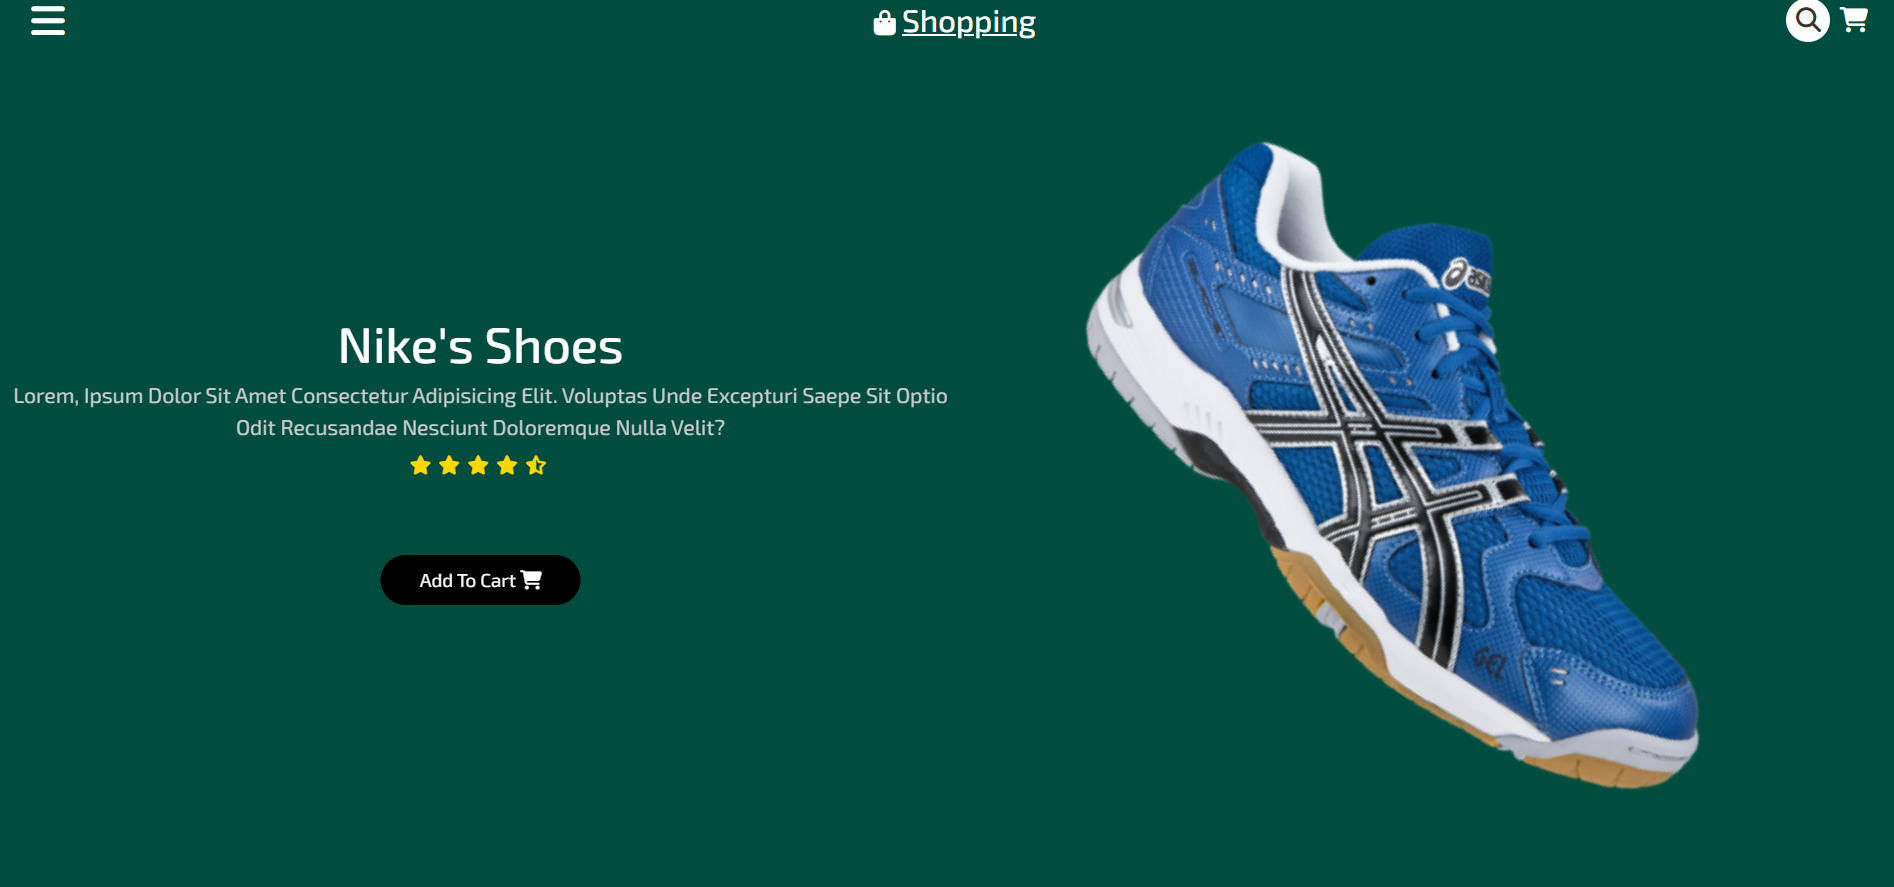 Shopping
Nike's Shoes
Lorem, Ipsum Dolor Sit Amet Consectetur Adipisicing Elit. Voluptas Unde Excepturi Saepe Sit Optio
Odit Recusandae Nesciunt Doloremque Nulla Velit?
Add To Cart
GEL